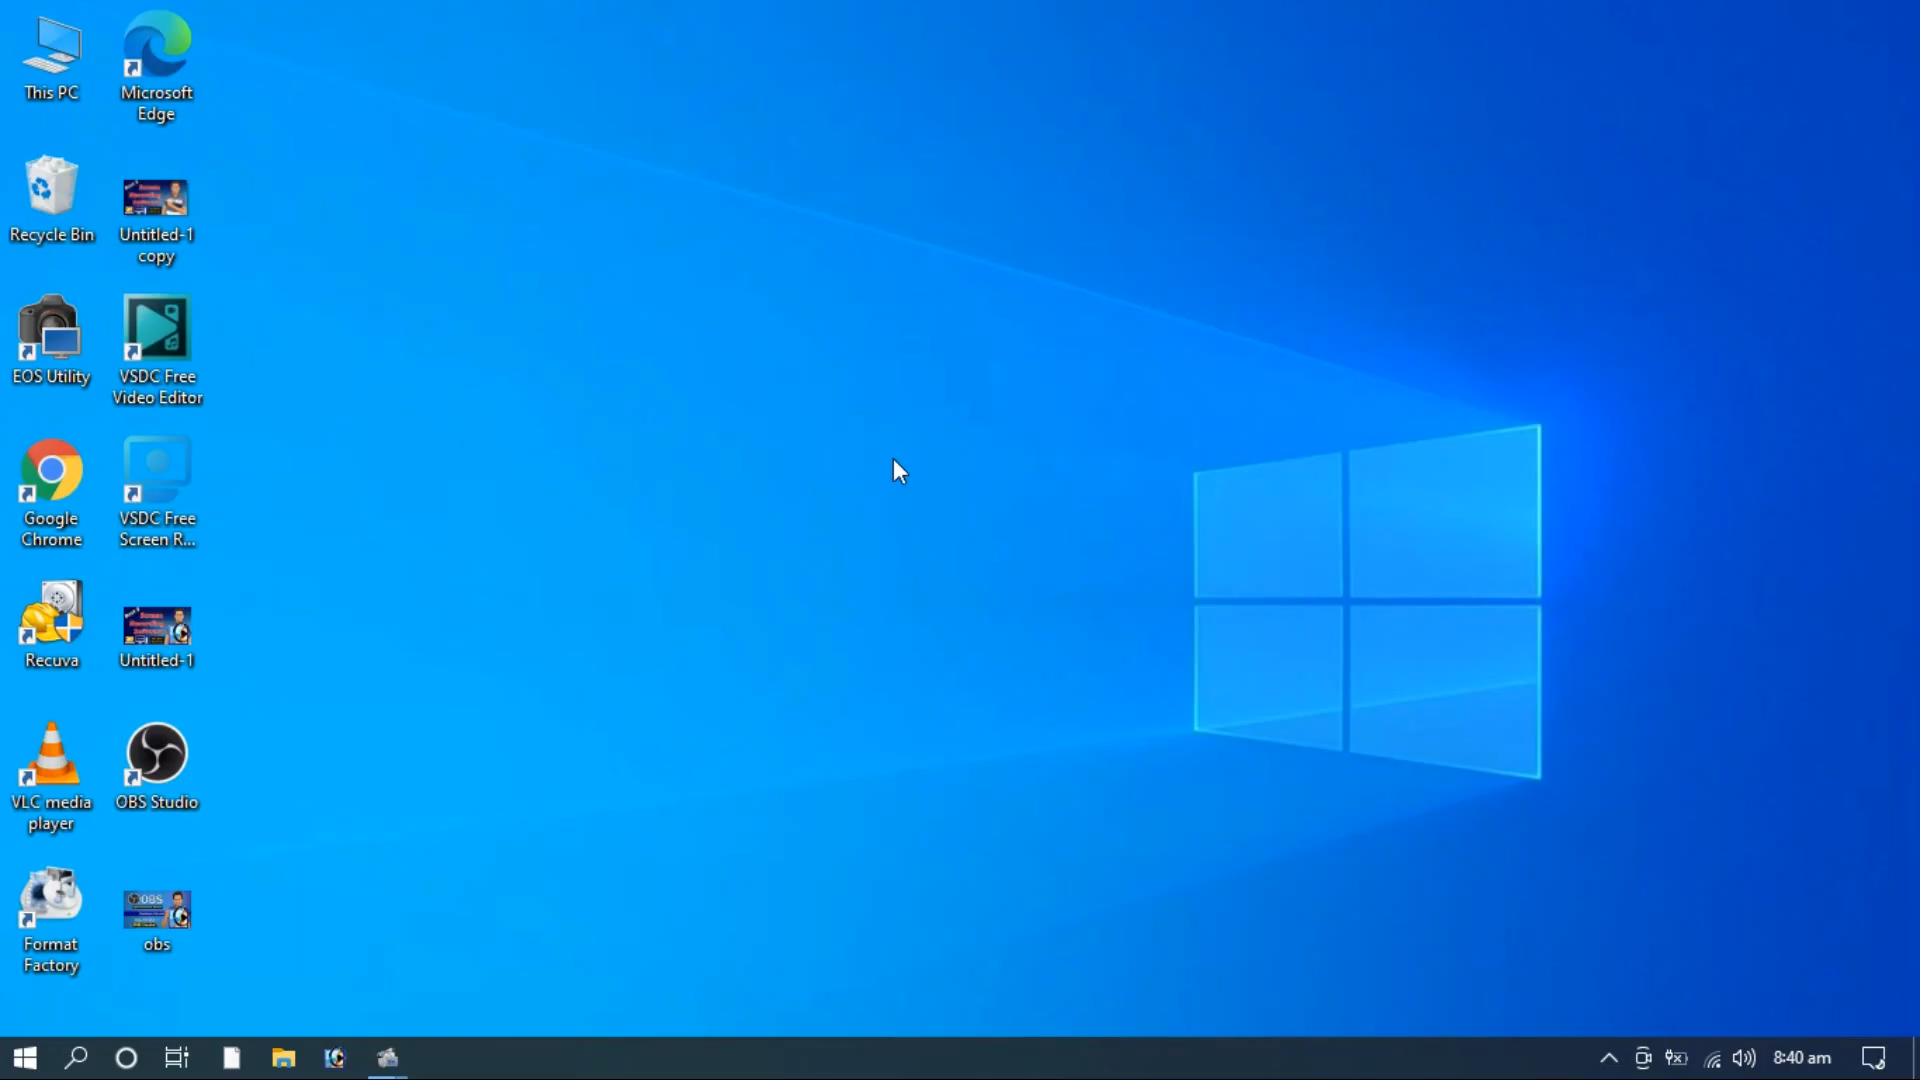 This PC
Microsoft
Edge
Recycle Bin
Untitled-1
copy
EOS Utility
VSDC Free
Video Editor
Google
Chrome
VSDC Free
Screen R...
Recuva
Untitled-1
VLC media
player
OBS Studio
Format
Factory
OBS
obs
8:40 am